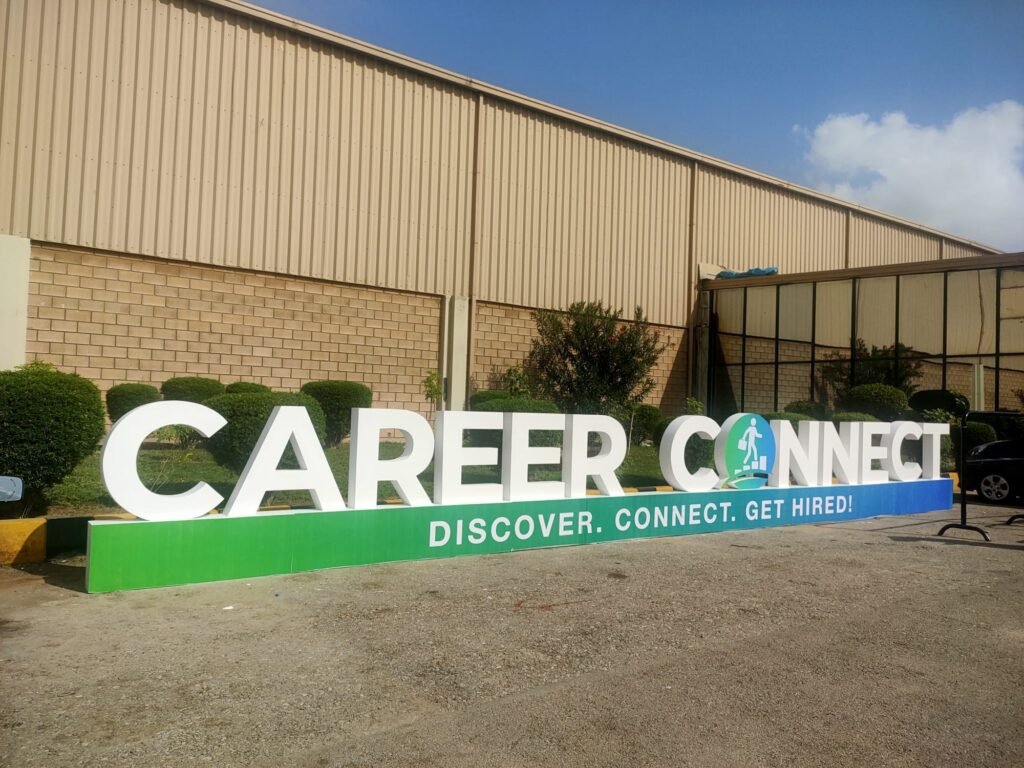 CAREER CONNECT
DISCOVER. CONNECT. GET HIRED!